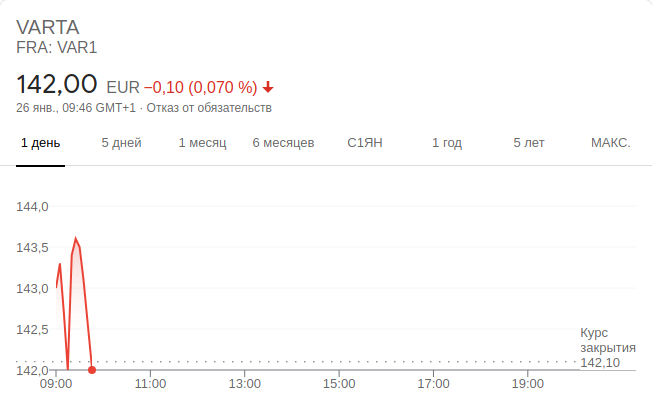 VARTA
FRA: VAR1
142,00 EUR −0,10 (0,070 %)
26 янв., 09:46 GMT+1 · Отказ от обязательств
1 день 5 дней 1 месяц 6 месяцев С1ЯН 1 год 5 лет МАКС.
144,0
143,5
143,0
142,5
142,0
Курс
закрытия
142,10
09:00 11:00 13:00 15:00 17:00 19:00